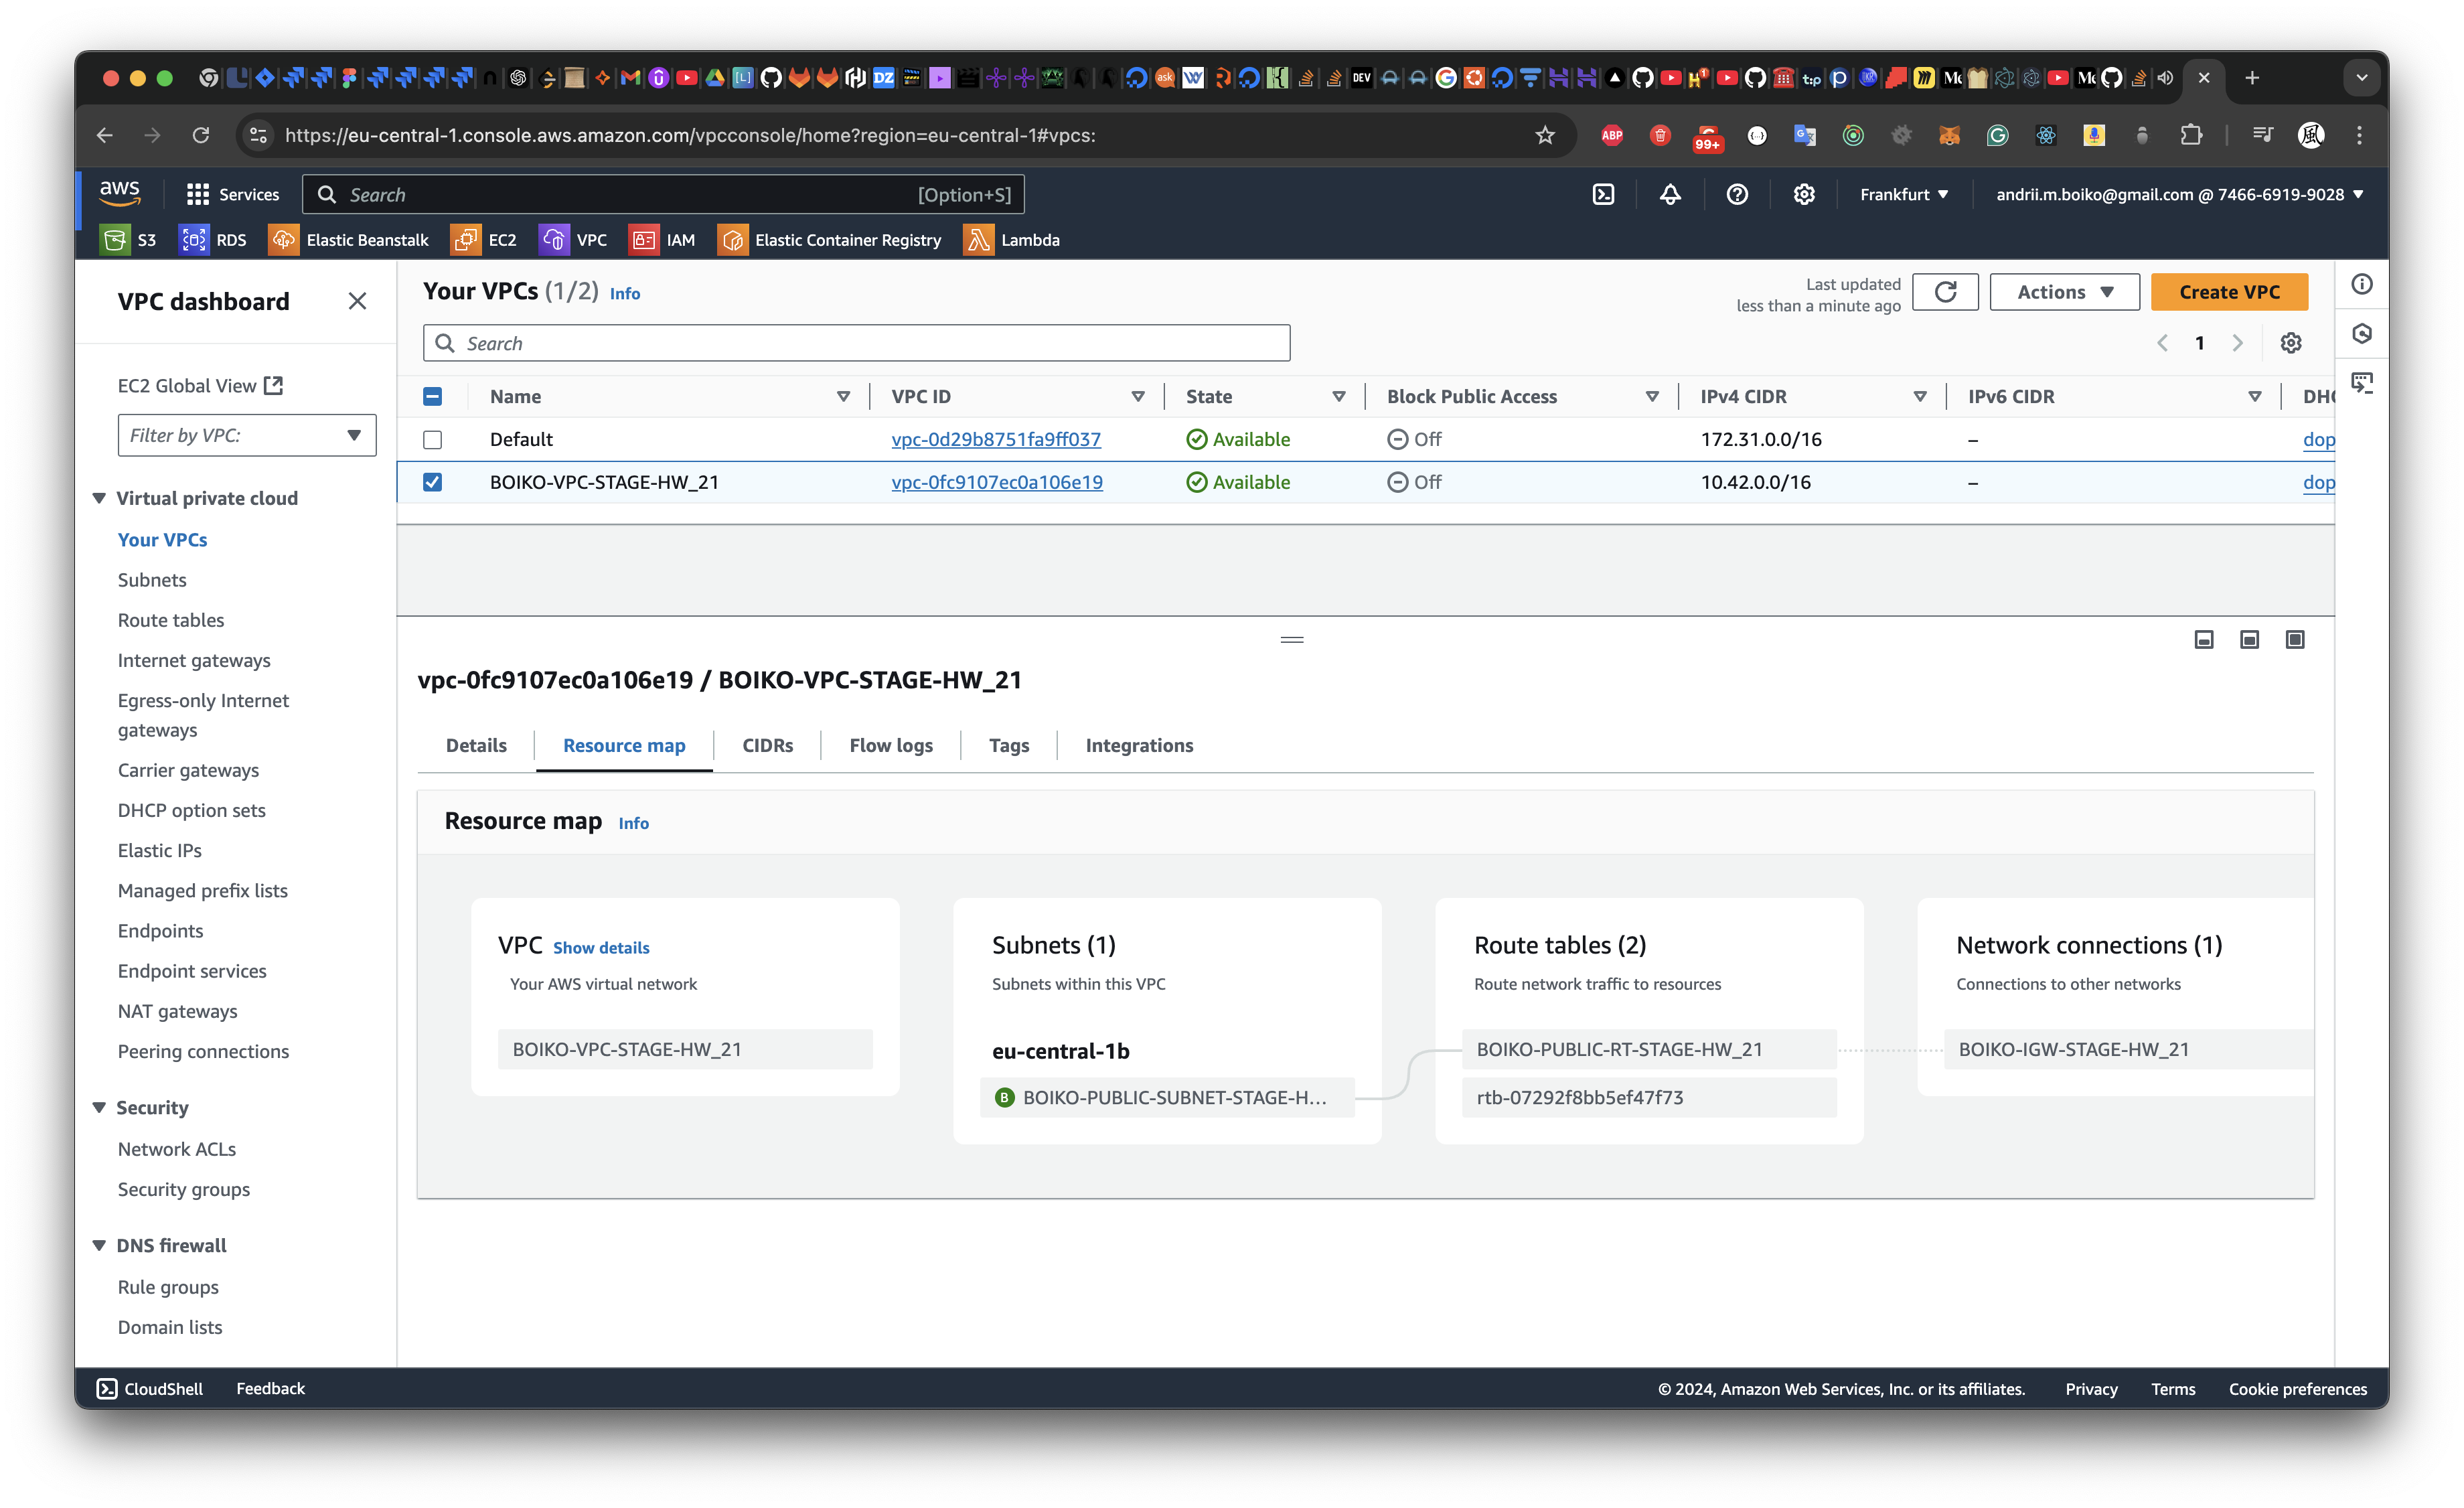 https://eu-central-1.console.aws.amazon.com/vpcconsole/home?region=eu-central-1#vpcs:
ABP
99+
aws
Services
Search
[Option+S]
Frankfurt
andrii.m.boiko@gmail.com @ 7466-6919-9028
S3
RDS
Elastic Beanstalk
EC2
VPC
IAM
Elastic Container Registry
Lambda
VPC dashboard
EC2 Global View
Filter by VPC:
Virtual private cloud
Your VPCs
Subnets
Route tables
Internet gateways
Egress-only Internet
gateways
Carrier gateways
DHCP option sets
Elastic IPs
Managed prefix lists
Endpoints
Endpoint services
NAT gateways
Peering connections
Security
Network ACLs
Security groups
DNS firewall
Rule groups
Domain lists
Your VPCs (1/2) Info
Last updated
less than a minute ago
Actions
Create VPC
Search
1
Name VPC ID State Block Public Access IPv4 CIDR IPv6 CIDR DHC
Default vpc-0d29b8751fa9ff037 Available Off 172.31.0.0/16 – dop
BOIKO-VPC-STAGE-HW_21 vpc-0fc9107ec0a106e19 Available Off 10.42.0.0/16 – dop
vpc-0fc9107ec0a106e19 / BOIKO-VPC-STAGE-HW_21
Details
Resource map
CIDRs
Flow logs
Tags
Integrations
Resource map Info
VPC Show details
Your AWS virtual network
BOIKO-VPC-STAGE-HW_21
Subnets (1)
Subnets within this VPC
eu-central-1b
B BOIKO-PUBLIC-SUBNET-STAGE-H...
Route tables (2)
Route network traffic to resources
BOIKO-PUBLIC-RT-STAGE-HW_21
rtb-07292f8bb5ef47f73
Network connections (1)
Connections to other networks
BOIKO-IGW-STAGE-HW_21
CloudShell
Feedback
© 2024, Amazon Web Services, Inc. or its affiliates.
Privacy
Terms
Cookie preferences